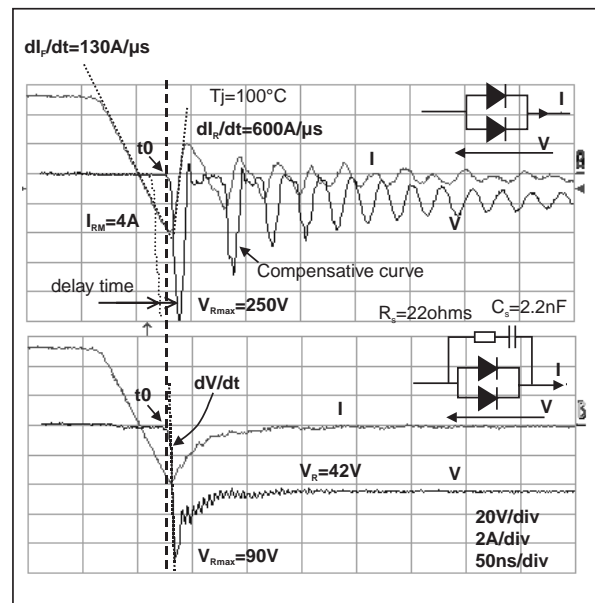 dI_F/dt=130A/µs
Tj=100°C
I
t0
dI_R/dt=600A/µs
I
V
I_RM=4A
V
Compensative curve
delay time
V_Rmax=250V
R_s=22ohms
C_s=2.2nF
I
t0
dV/dt
I
V
V_R=42V
V
20V/div
V_Rmax=90V
2A/div
50ns/div